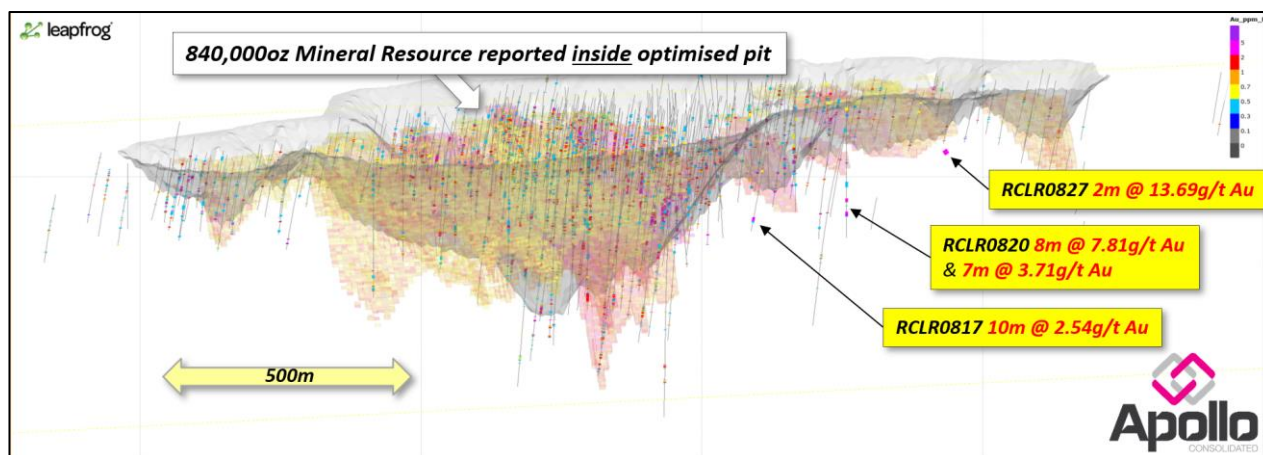 leapfrog
840,000oz Mineral Resource reported inside optimised pit
Au_ppm_
5
2
1
0.7
0.5
0.3
0.1
0
RCLR0827 2m @ 13.69g/t Au
RCLR0820 8m @ 7.81g/t Au
& 7m @ 3.71g/t Au
RCLR0817 10m @ 2.54g/t Au
500m
Apollo
CONSOLIDATED